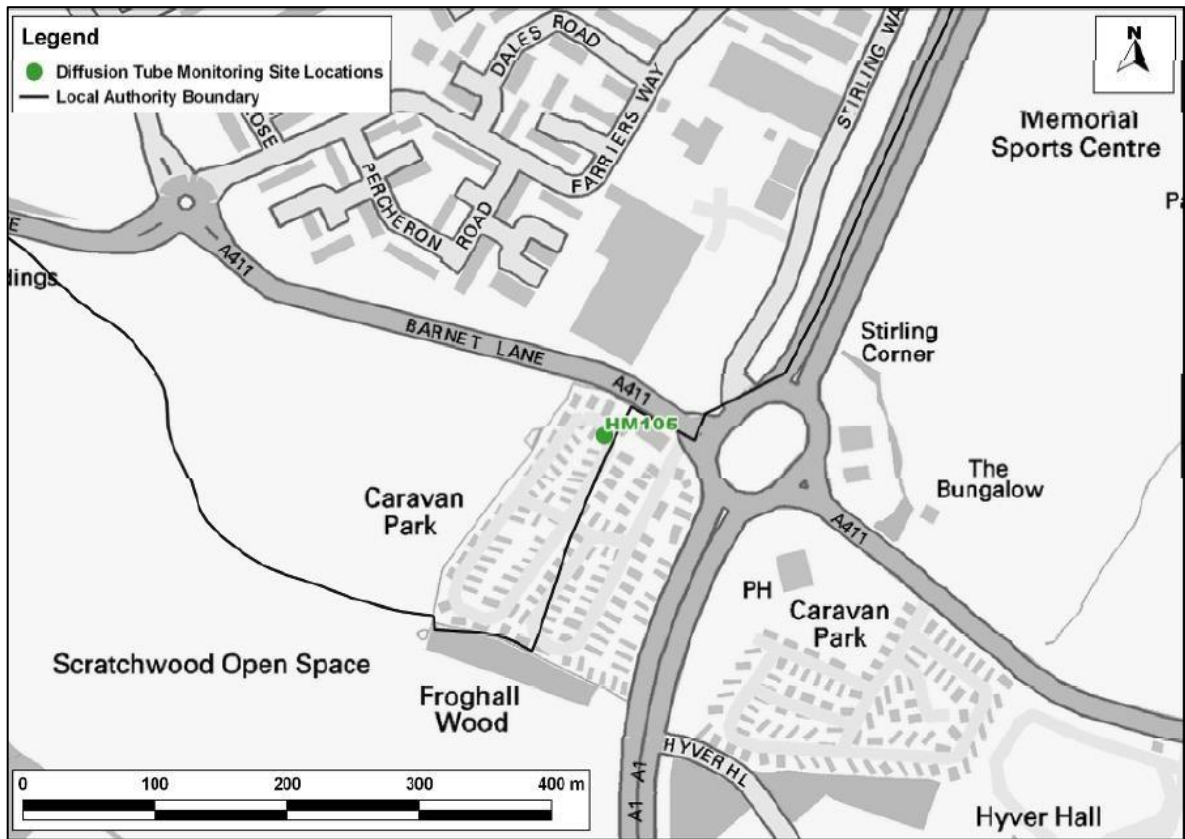 Legend
Diffusion Tube Monitoring Site Locations
Local Authority Boundary
N
DALES ROAD
STIRLING WAY
FARRIERS WAY
Memorial
Sports Centre
PERCHERON ROAD
A411
BARNET LANE
A411
Stirling
Corner
HM106
Caravan
Park
The
Bungalow
A411
PH
Caravan
Park
Scratchwood Open Space
Froghall
Wood
HYVER HL
A1 A1
Hyver Hall
0 100 200 300 400 m